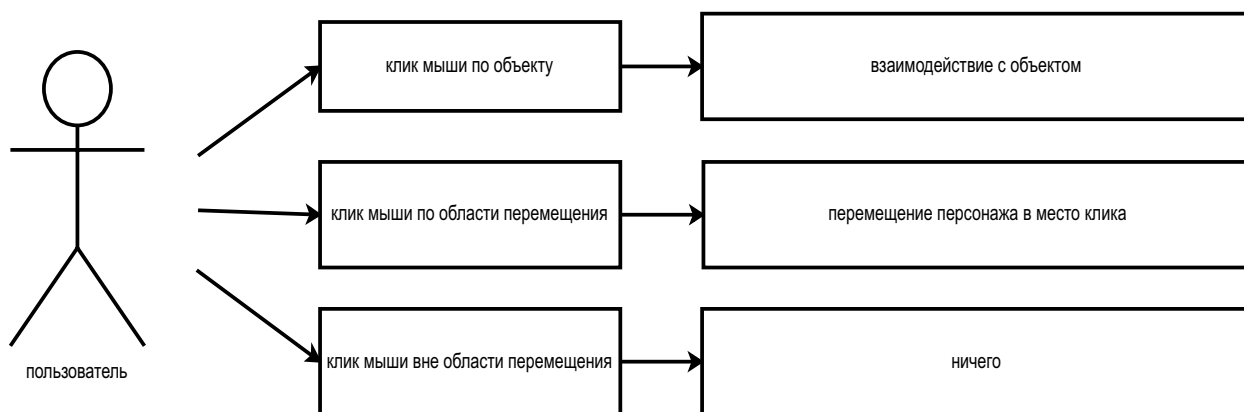 клик мыши по объекту
взаимодействие с объектом
клик мыши по области перемещения
перемещение персонажа в место клика
клик мыши вне области перемещения
ничего
пользователь